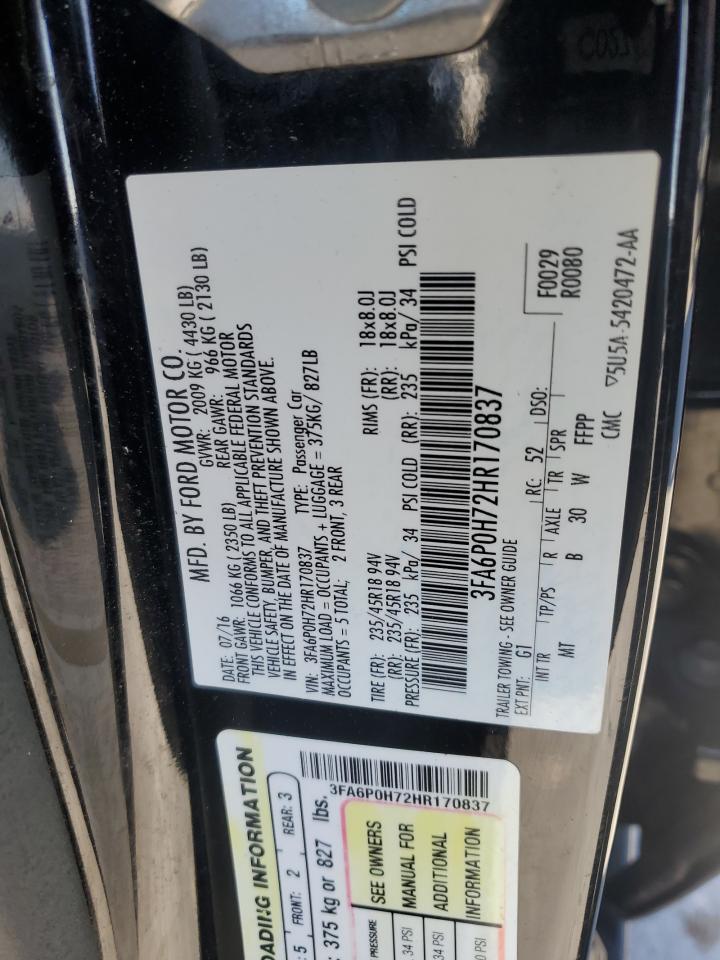 MFD. BY FORD MOTOR CO.
DATE: 07/16 GVWR: 2009 KG ( 4430 LB)
FRONT GAWR: 1066 KG ( 2350 LB) REAR GAWR: 966 KG ( 2130 LB)
THIS VEHICLE CONFORMS TO ALL APPLICABLE FEDERAL MOTOR
VEHICLE SAFETY, BUMPER, AND THEFT PREVENTION STANDARDS
IN EFFECT ON THE DATE OF MANUFACTURE SHOWN ABOVE.
VIN: 3FA6P0H72HR170837 TYPE: Passenger Car
MAXIMUM LOAD = OCCUPANTS + LUGGAGE = 375KG/ 827LB
OCCUPANTS = 5 TOTAL; 2 FRONT, 3 REAR
TIRE (FR): 235/45R18 94V RIMS (FR): 18x8.0J
(RR): 235/45R18 94V (RR): 18x8.0J
PRESSURE (FR): 235 kPa/ 34 PSI COLD (RR): 235 kPa/ 34 PSI COLD
3FA6P0H72HR170837
TRAILER TOWING - SEE OWNER GUIDE
F0029
EXT PNT: G1 RC: 52 DSO: R0080
INT TR TP/PS R AXLE TR SPR
MT B 30 W FFPP
CMC ▽5U5A-5420472-AA
OADING INFORMATION
: 5 FRONT: 2 REAR: 3
: 375 kg or 827 lbs.
3FA6P0H72HR170837
PRESSURE SEE OWNERS
34 PSI MANUAL FOR
34 PSI ADDITIONAL
0 PSI INFORMATION